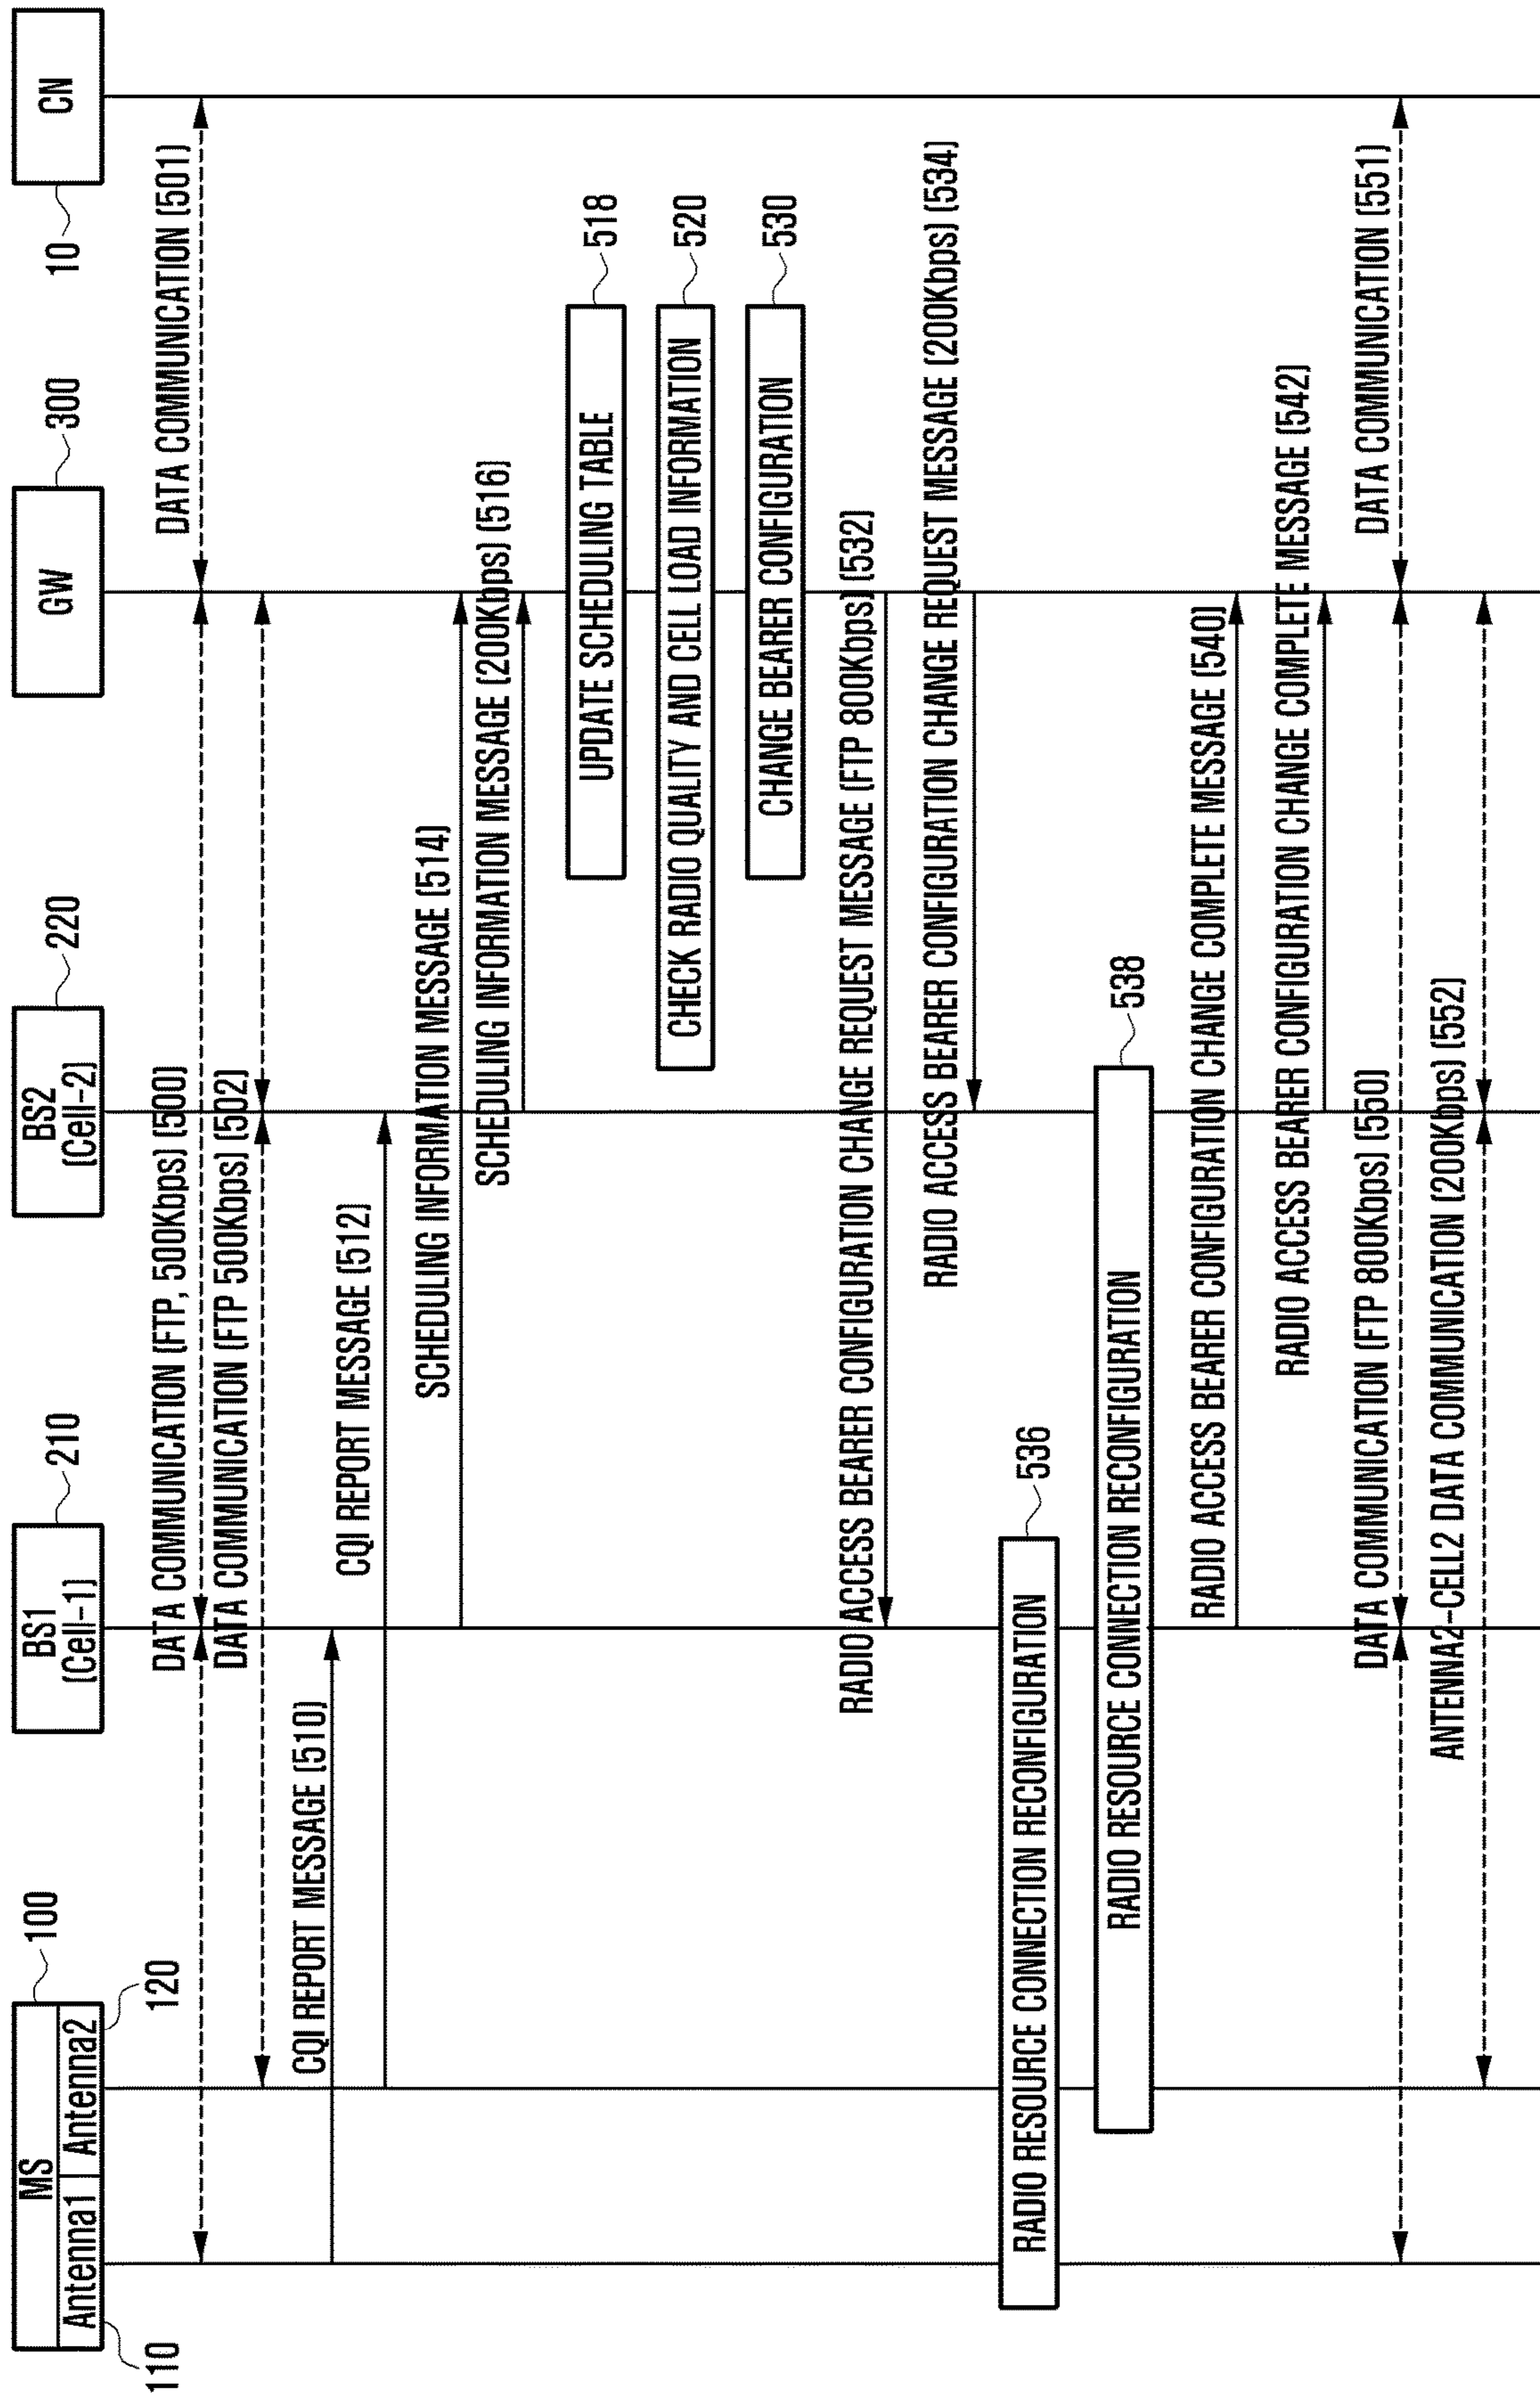 MS
100
Antenna1
Antenna2
110
120
BS1
(Cell-1)
210
BS2
(Cell-2)
220
GW
300
CN
10
DATA COMMUNICATION (FTP, 500Kbps) (500)
DATA COMMUNICATION (501)
DATA COMMUNICATION (FTP 500Kbps) (502)
CQI REPORT MESSAGE (510)
CQI REPORT MESSAGE (512)
SCHEDULING INFORMATION MESSAGE (514)
SCHEDULING INFORMATION MESSAGE (200Kbps) (516)
UPDATE SCHEDULING TABLE
518
CHECK RADIO QUALITY AND CELL LOAD INFORMATION
520
CHANGE BEARER CONFIGURATION
530
RADIO ACCESS BEARER CONFIGURATION CHANGE REQUEST MESSAGE (FTP 800Kbps) (532)
RADIO ACCESS BEARER CONFIGURATION CHANGE REQUEST MESSAGE (200Kbps) (534)
RADIO RESOURCE CONNECTION RECONFIGURATION
536
RADIO RESOURCE CONNECTION RECONFIGURATION
538
RADIO ACCESS BEARER CONFIGURATION CHANGE COMPLETE MESSAGE (540)
RADIO ACCESS BEARER CONFIGURATION CHANGE COMPLETE MESSAGE (542)
DATA COMMUNICATION (FTP 800Kbps) (550)
DATA COMMUNICATION (551)
ANTENNA2-CELL2 DATA COMMUNICATION (200Kbps) (552)